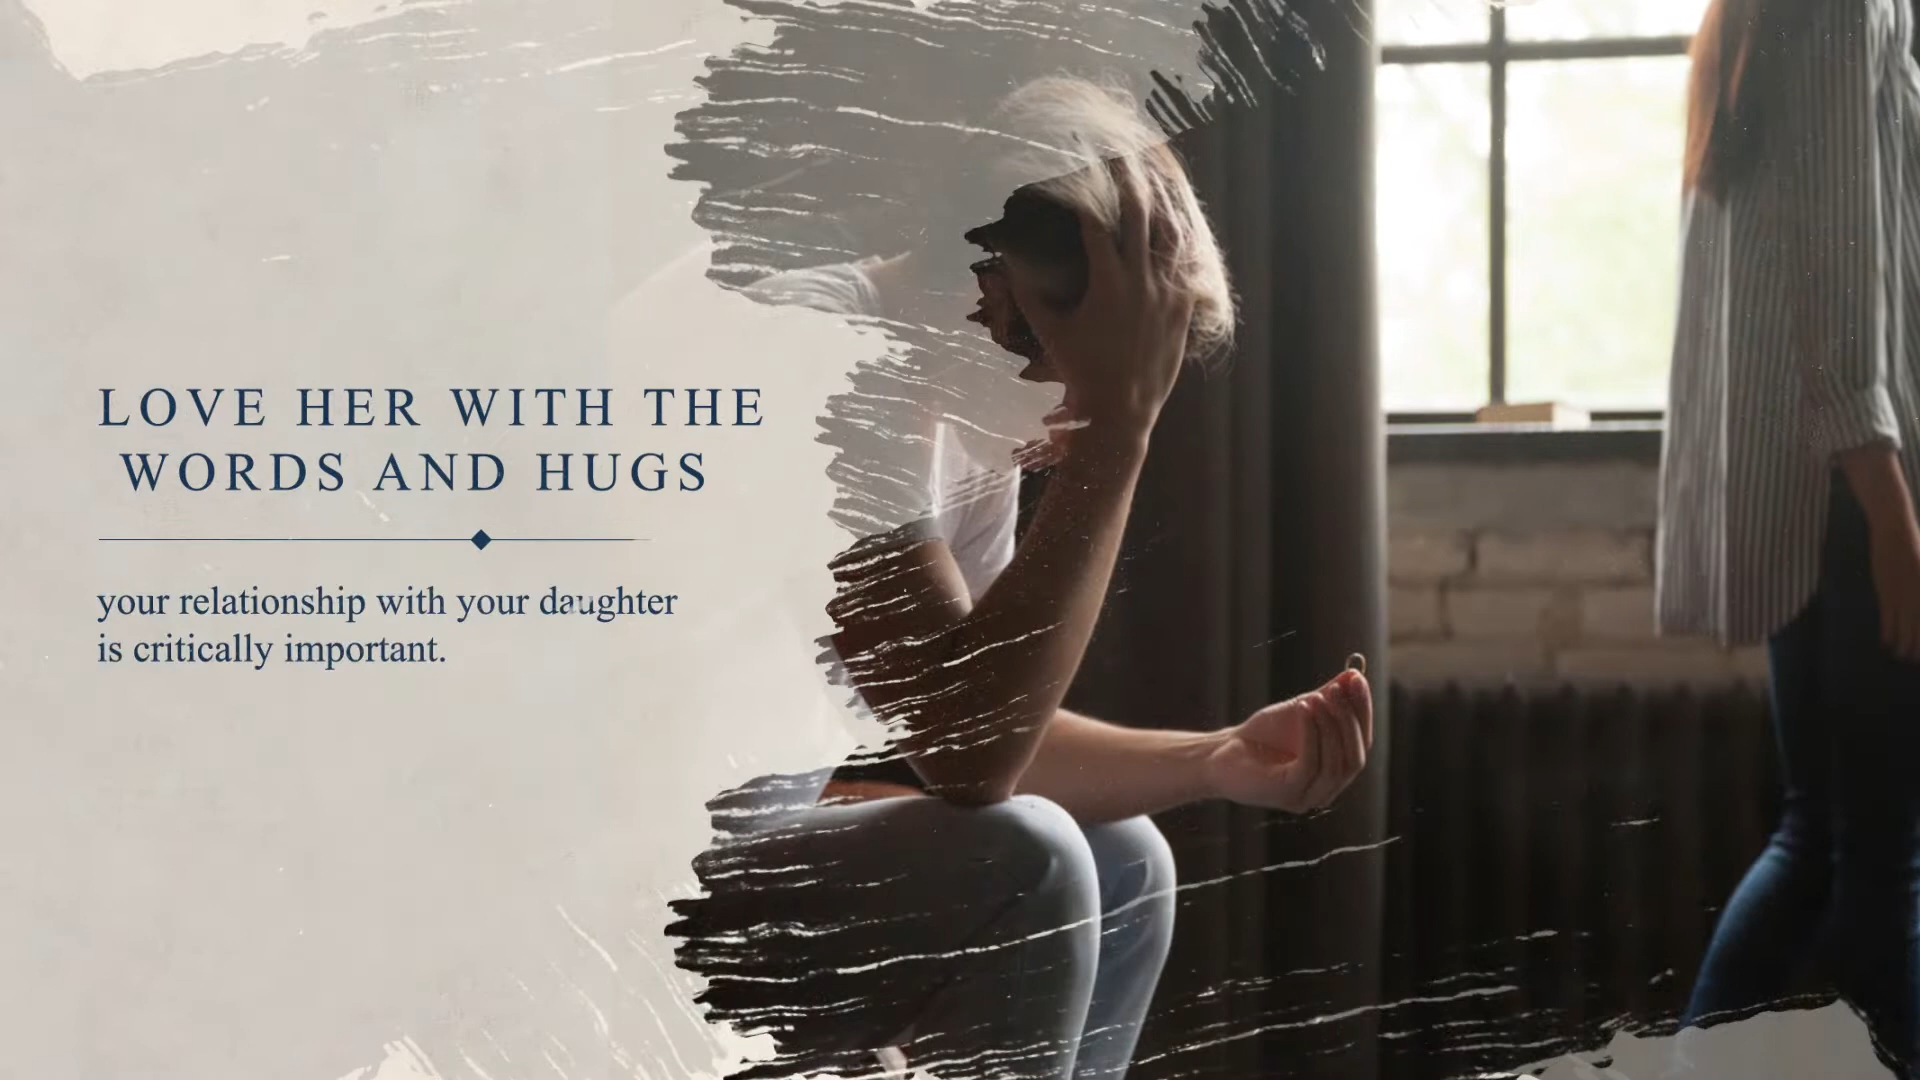 LOVE HER WITH THE
WORDS AND HUGS
your relationship with your daughter
is critically important.